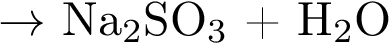 → Na₂SO₃ + H₂O